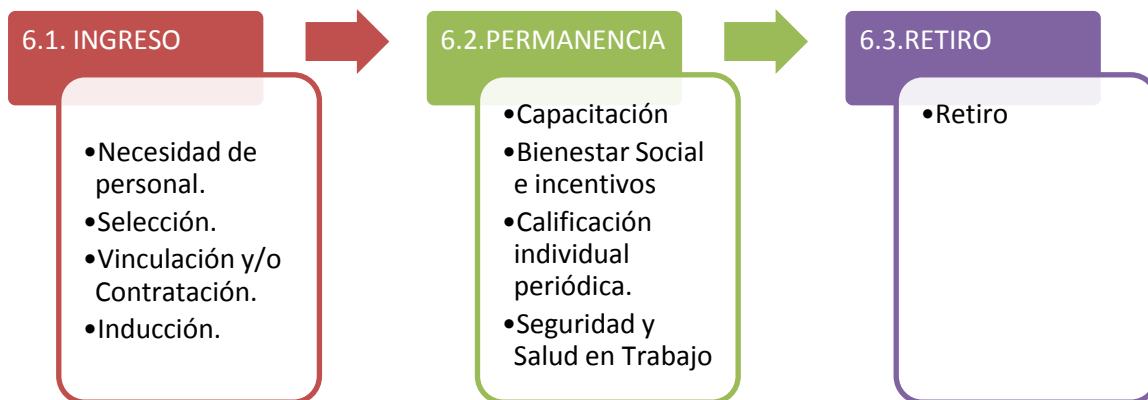 6.1. INGRESO
•Necesidad de
personal.
•Selección.
•Vinculación y/o
Contratación.
•Inducción.
6.2.PERMANENCIA
•Capacitación
•Bienestar Social
e incentivos
•Calificación
individual
periódica.
•Seguridad y
Salud en Trabajo
6.3.RETIRO
•Retiro